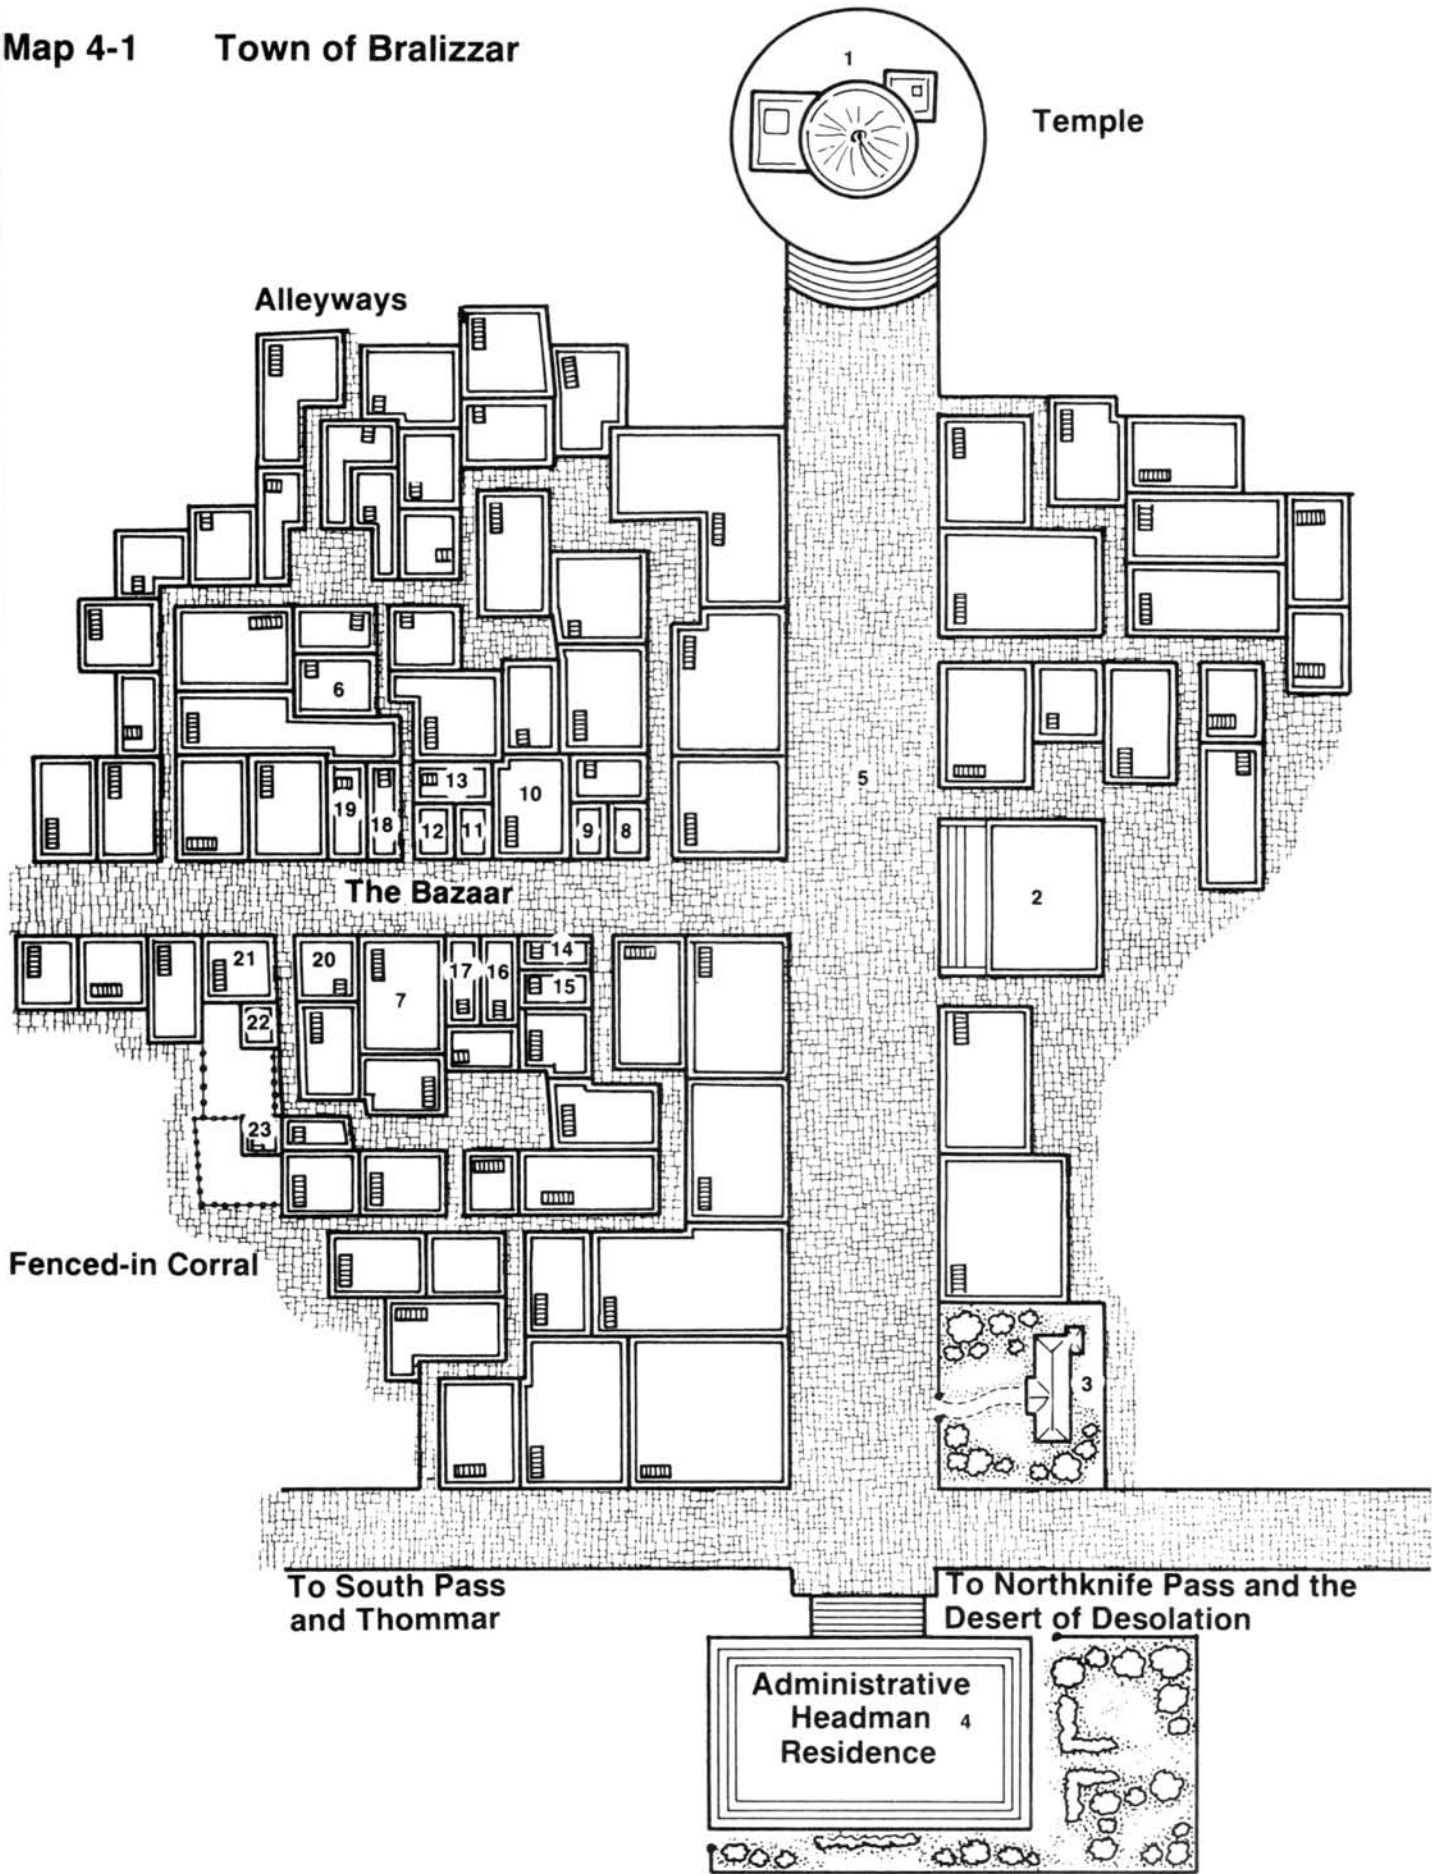 Map 4-1 Town of Bralizzar
1
Temple
Alleyways
6
5
13
10
19
18
12
11
9
8
2
The Bazaar
21
20
17
16
14
15
7
22
23
Fenced-in Corral
3
To South Pass
and Thommar
To Northknife Pass and the
Desert of Desolation
Administrative
Headman 4
Residence